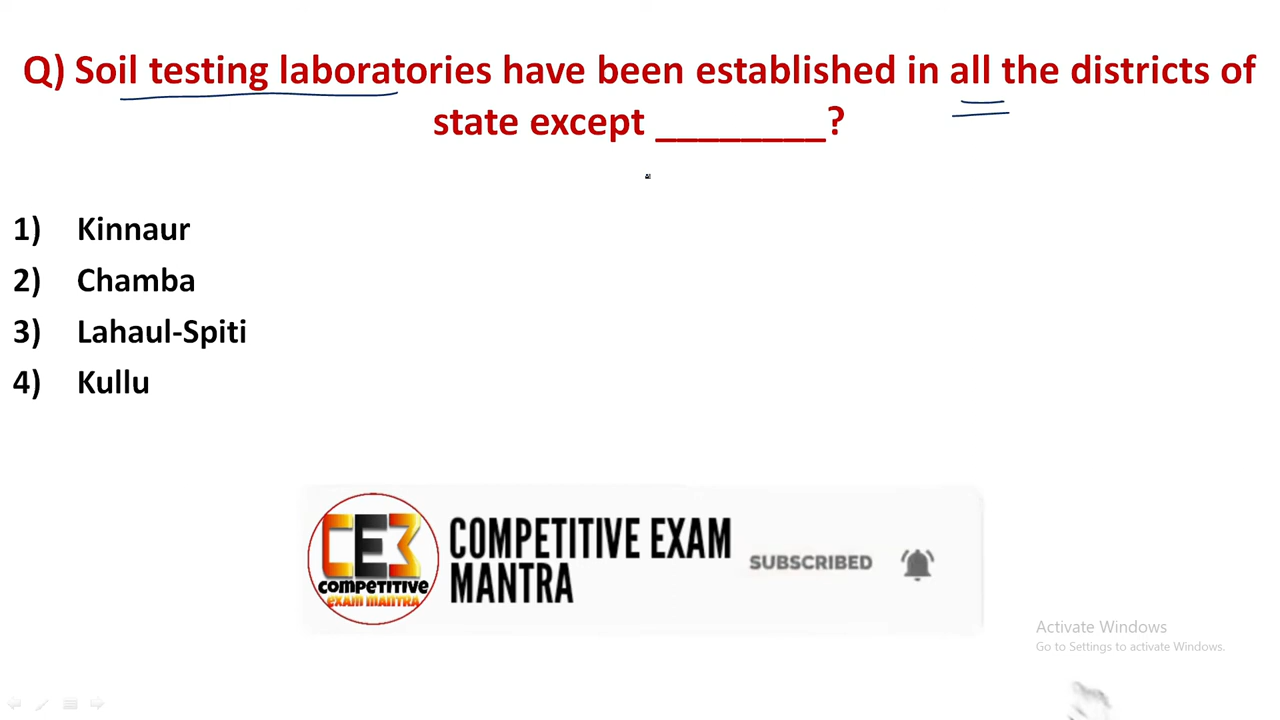 Q) Soil testing laboratories have been established in all the districts of
state except ________?
1) Kinnaur
2) Chamba
3) Lahaul-Spiti
4) Kullu
CE3
competitive
exam mantra
COMPETITIVE EXAM
MANTRA
SUBSCRIBED
Activate Windows
Go to Settings to activate Windows.